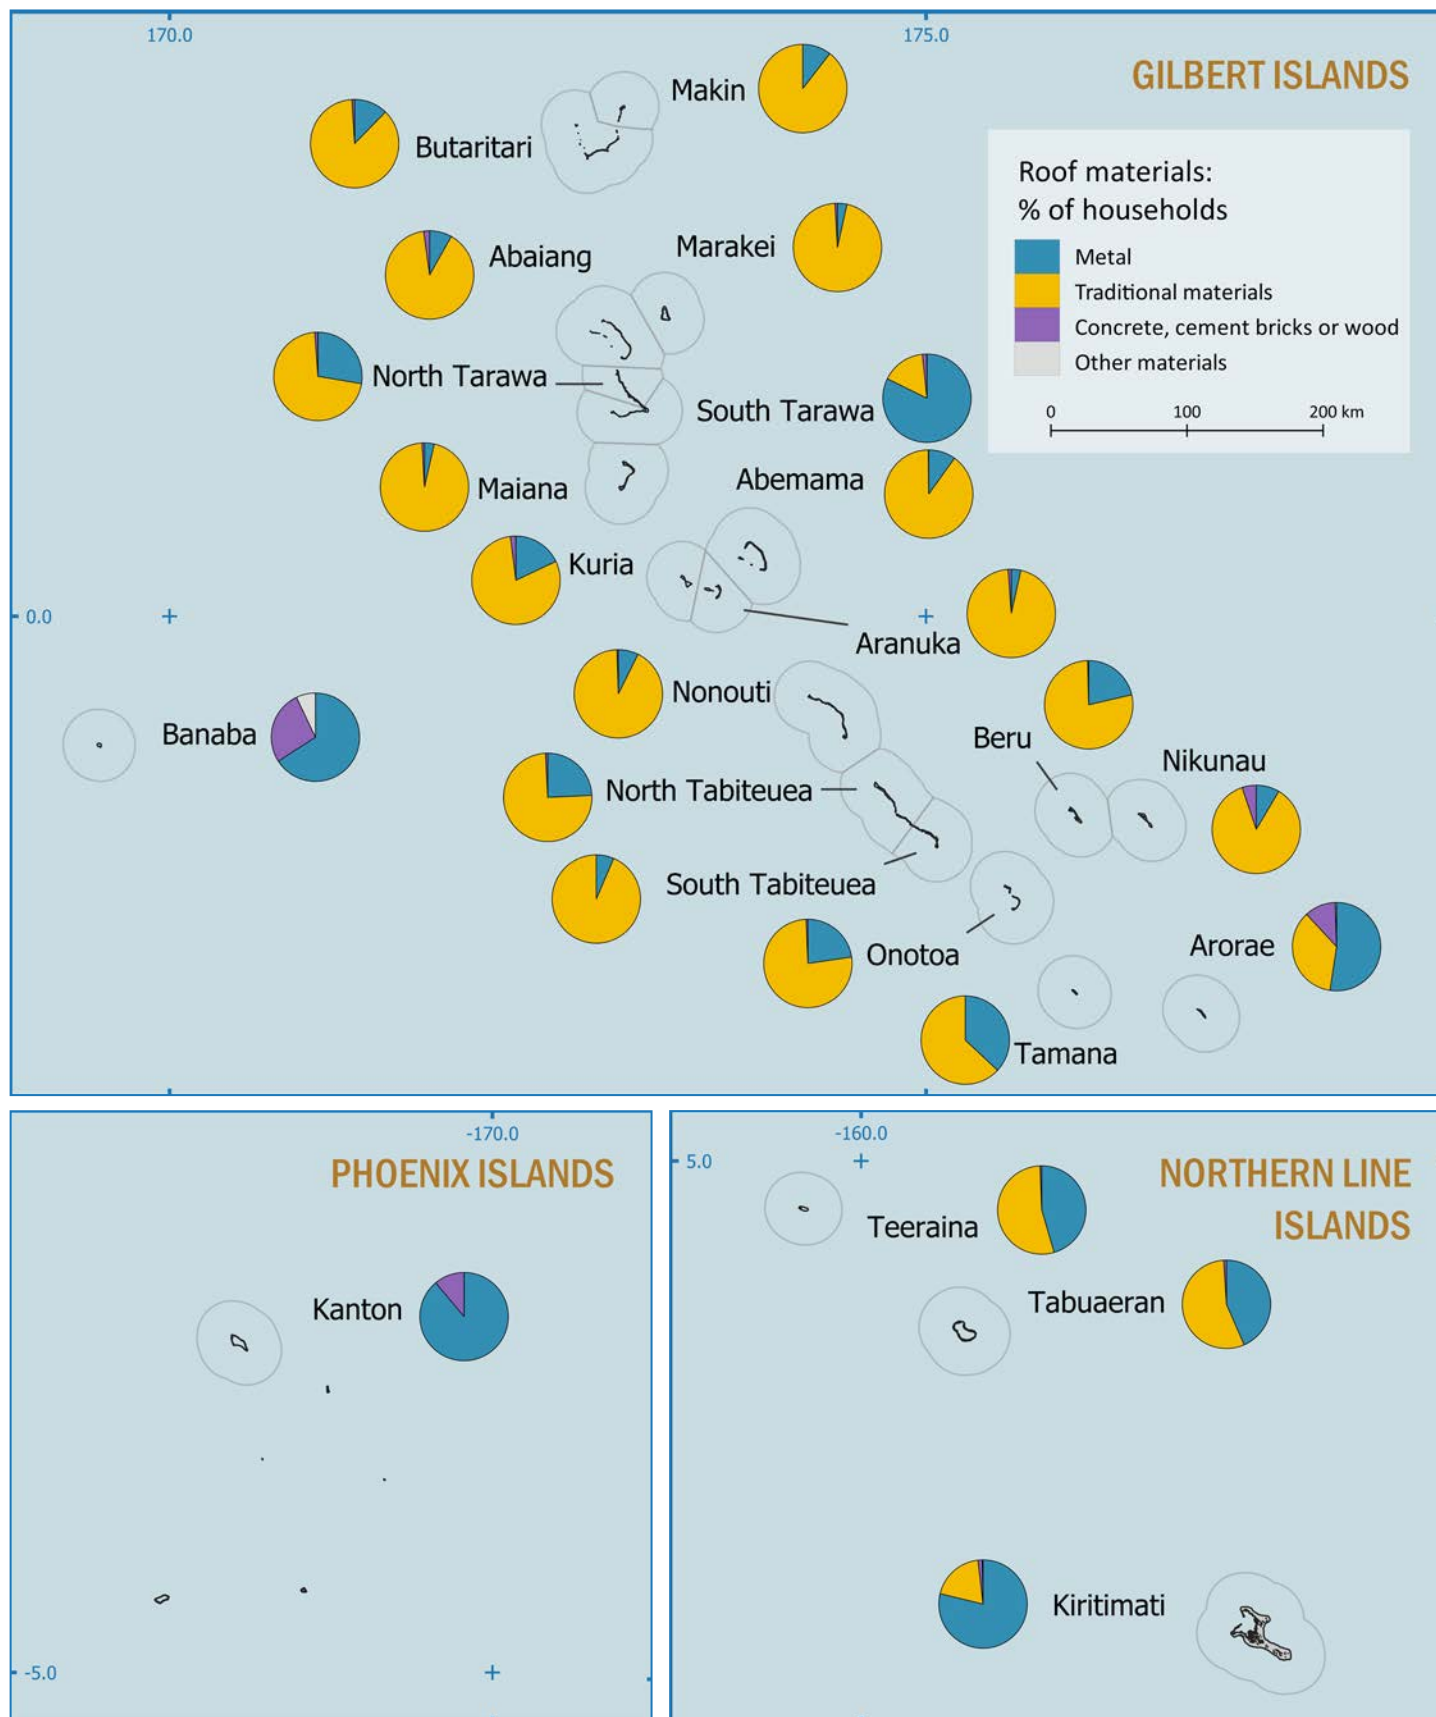 170.0
175.0
GILBERT ISLANDS
Makin
Butaritari
Roof materials:
% of households
Metal
Traditional materials
Concrete, cement bricks or wood
Other materials
0 100 200 km
Marakei
Abaiang
North Tarawa
South Tarawa
Abemama
Maiana
Kuria
0.0
Aranuka
Nonouti
Banaba
Beru
Nikunau
North Tabiteuea
South Tabiteuea
Onotoa
Arorae
Tamana
-170.0
PHOENIX ISLANDS
Kanton
-5.0
-160.0
5.0
NORTHERN LINE
ISLANDS
Teeraina
Tabuaeran
Kiritimati